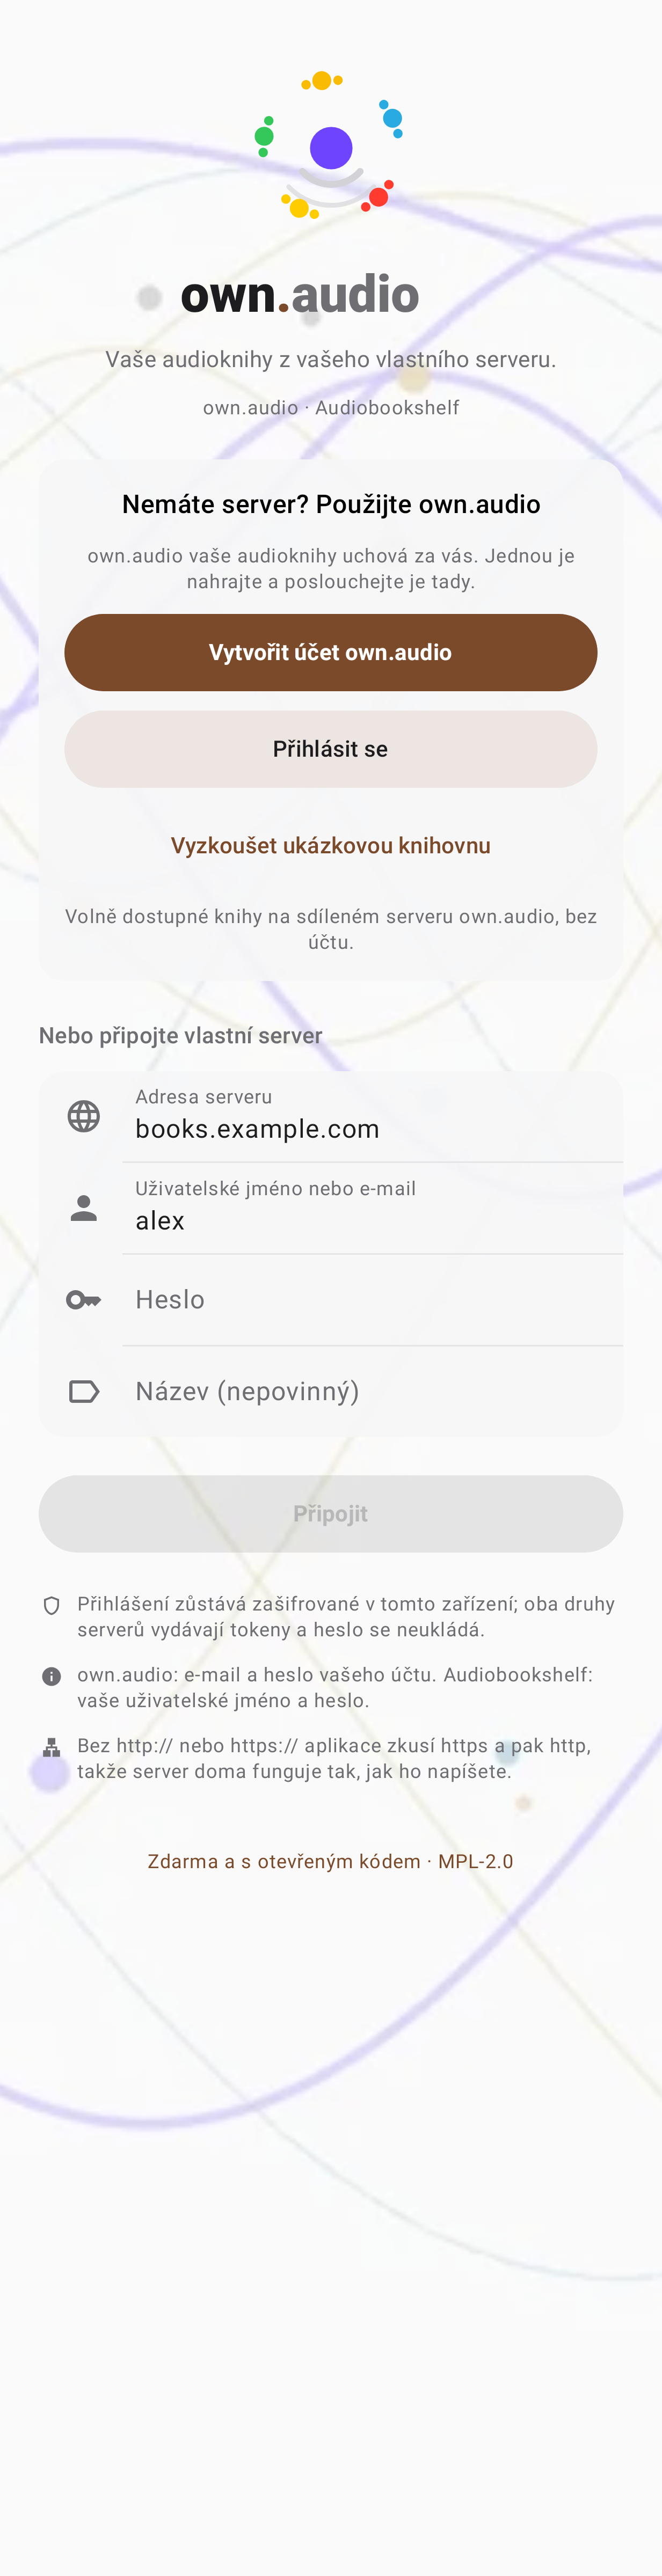 own.audio
Vaše audioknihy z vašeho vlastního serveru.
own.audio · Audiobookshelf
Nemáte server? Použijte own.audio
own.audio vaše audioknihy uchová za vás. Jednou je
nahrajte a poslouchejte je tady.
Vytvořit účet own.audio
Přihlásit se
Vyzkoušet ukázkovou knihovnu
Volně dostupné knihy na sdíleném serveru own.audio, bez
účtu.
Nebo připojte vlastní server
Adresa serveru
books.example.com
Uživatelské jméno nebo e-mail
alex
Heslo
Název (nepovinný)
Připojit
Přihlášení zůstává zašifrované v tomto zařízení; oba druhy
serverů vydávají tokeny a heslo se neukládá.
own.audio: e-mail a heslo vašeho účtu. Audiobookshelf:
vaše uživatelské jméno a heslo.
Bez http:// nebo https:// aplikace zkusí https a pak http,
takže server doma funguje tak, jak ho napíšete.
Zdarma a s otevřeným kódem · MPL-2.0